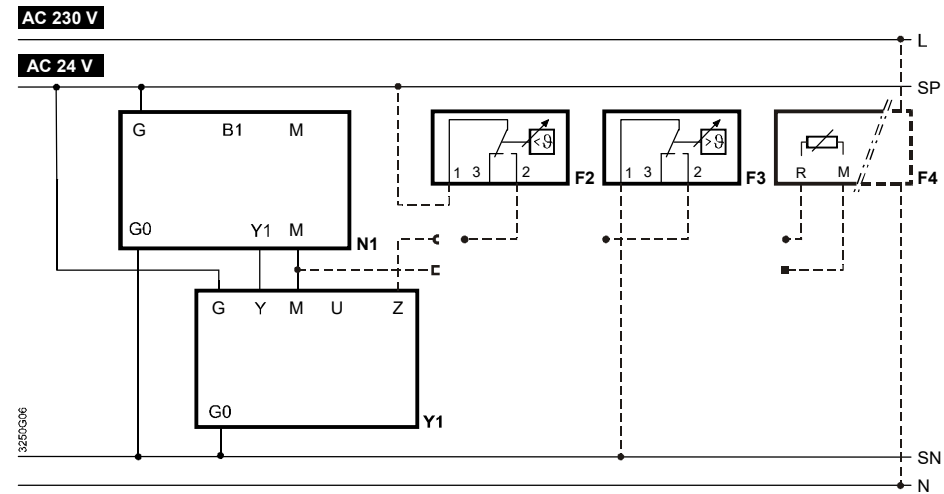 AC 230 V
L
AC 24 V
SP
G B1 M
<ϑ
>ϑ
1 3 2
F2
1 3 2
F3
R M
F4
G0 Y1 M
N1
G Y M U Z
G0
Y1
3250G06
SN
N